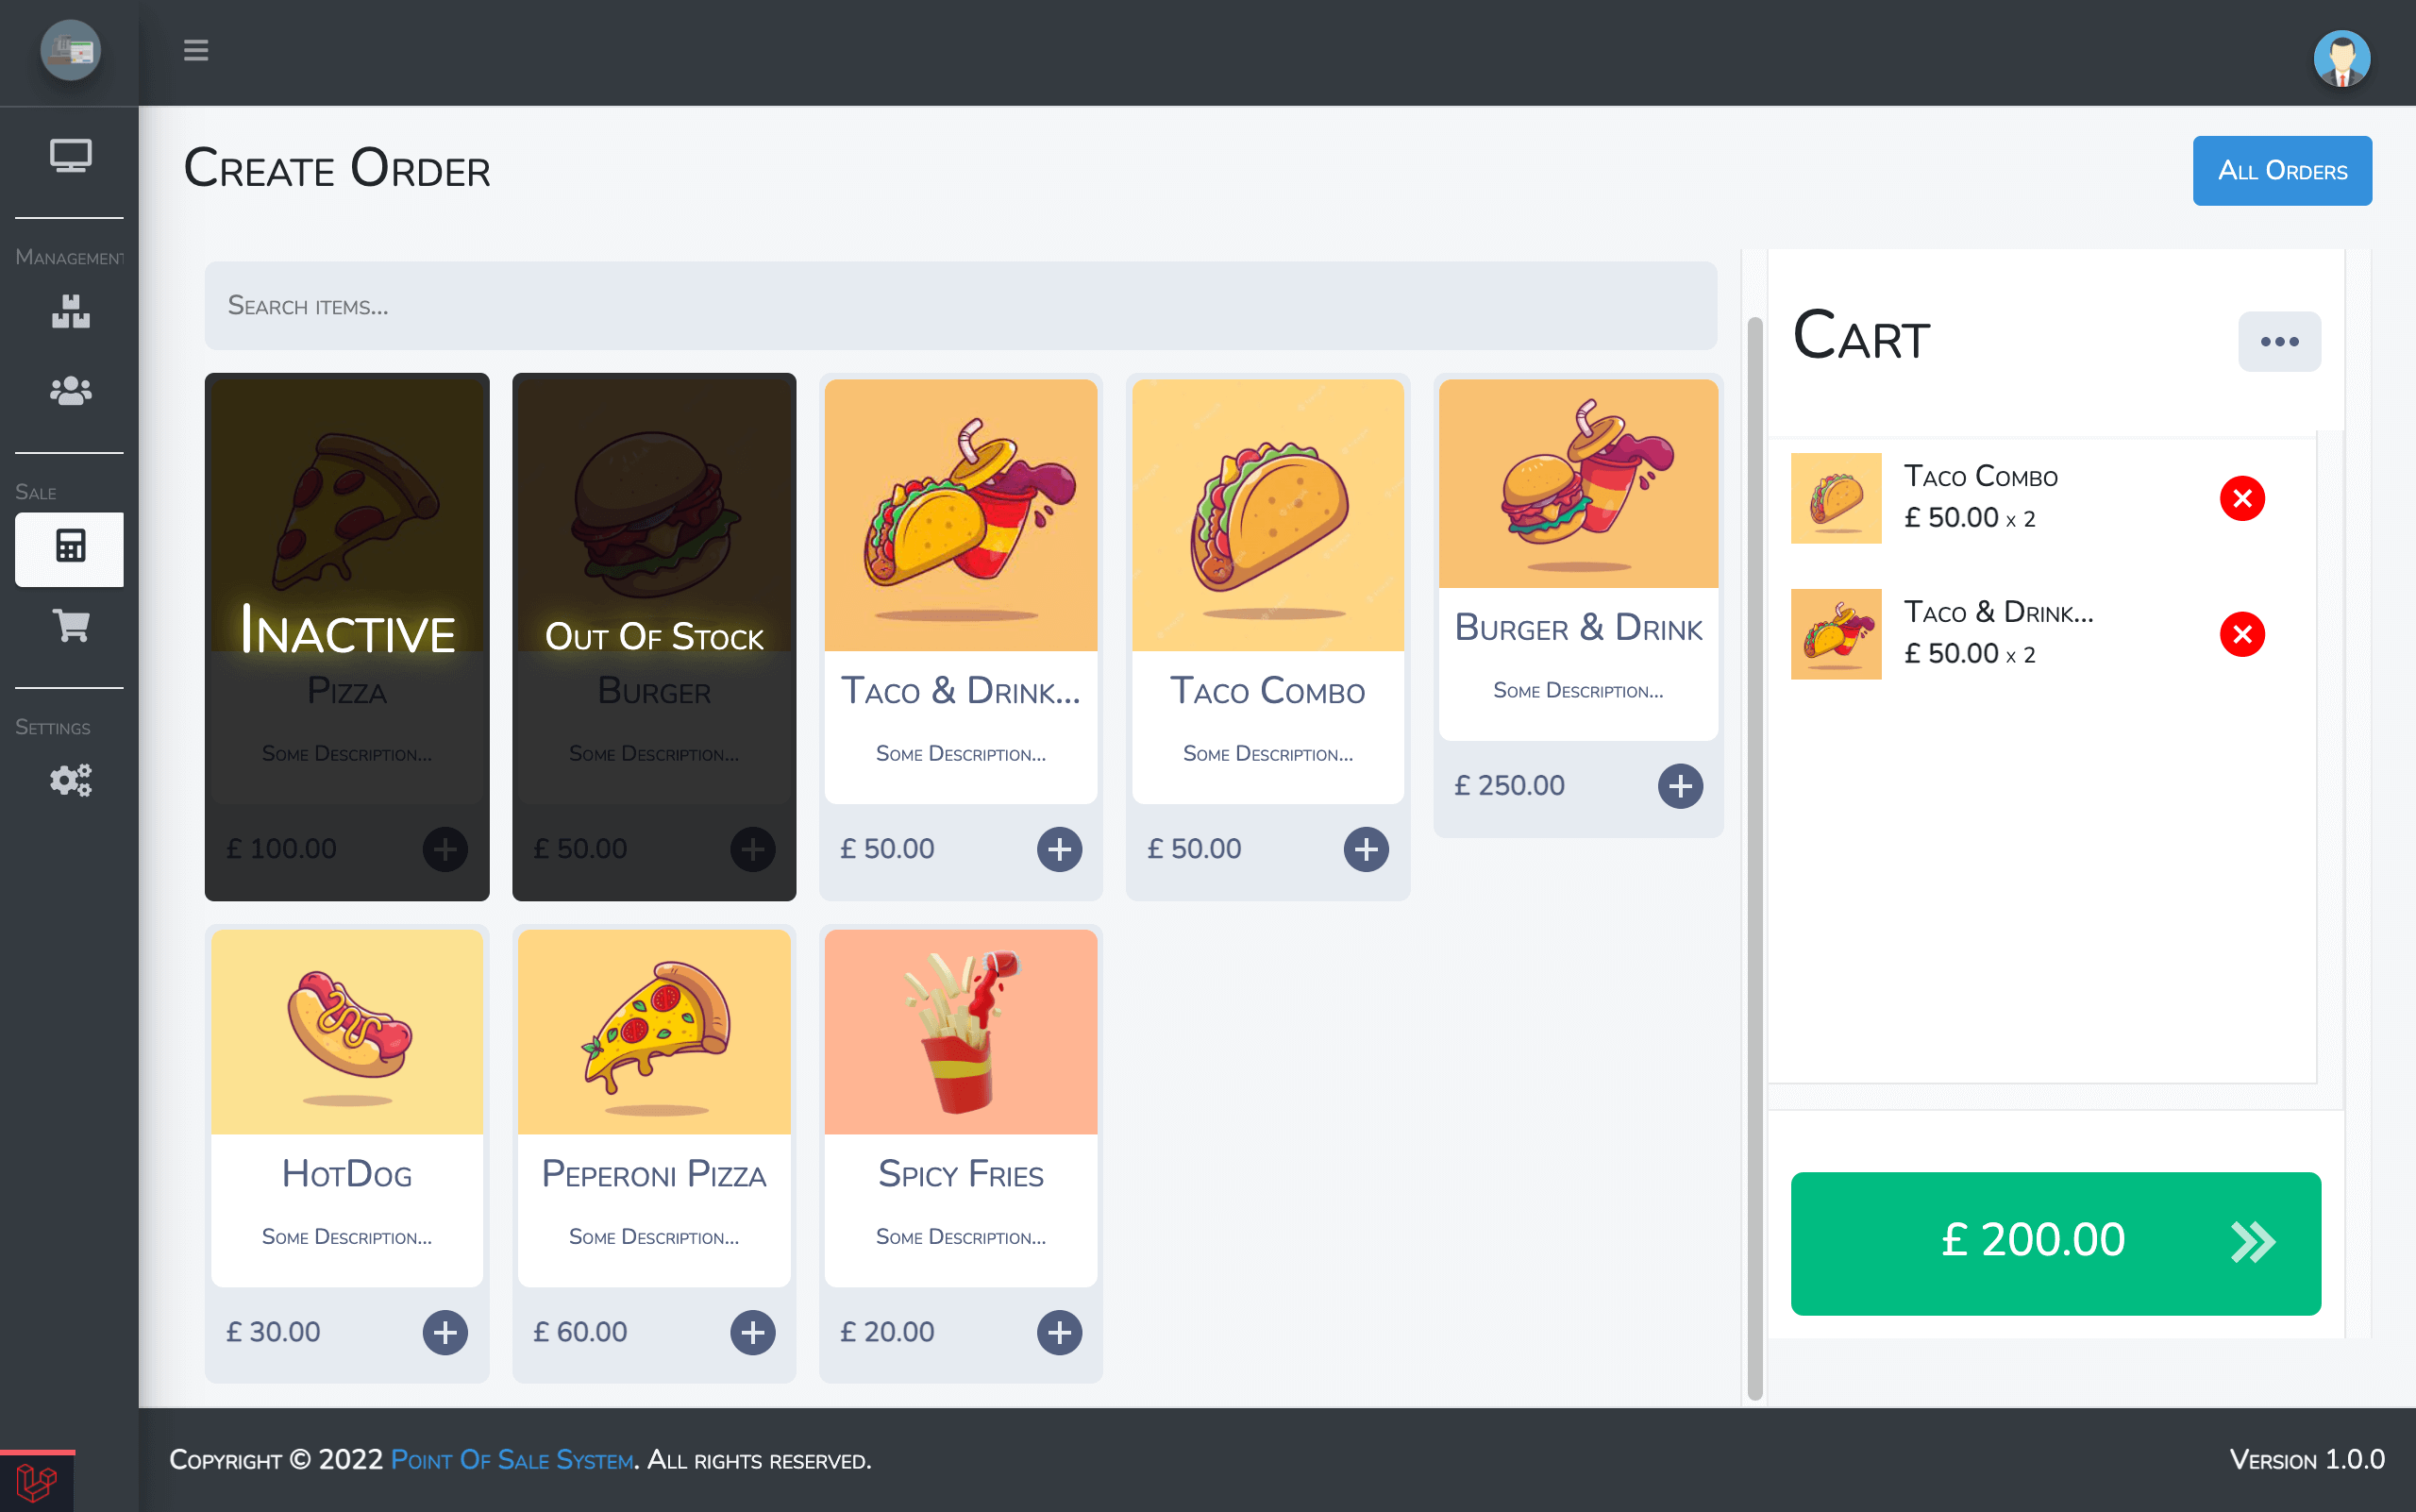 Create Order
All Orders
Management
Sale
Settings
Search items...
Inactive
Pizza
Some Description...
£ 100.00
Out Of Stock
Burger
Some Description...
£ 50.00
Taco & Drink...
Some Description...
£ 50.00
Taco Combo
Some Description...
£ 50.00
Burger & Drink
Some Description...
£ 250.00
HotDog
Some Description...
£ 30.00
Peperoni Pizza
Some Description...
£ 60.00
Spicy Fries
Some Description...
£ 20.00
Cart
Taco Combo
£ 50.00 x 2
Taco & Drink...
£ 50.00 x 2
£ 200.00
Copyright © 2022 Point Of Sale System. All rights reserved.
Version 1.0.0